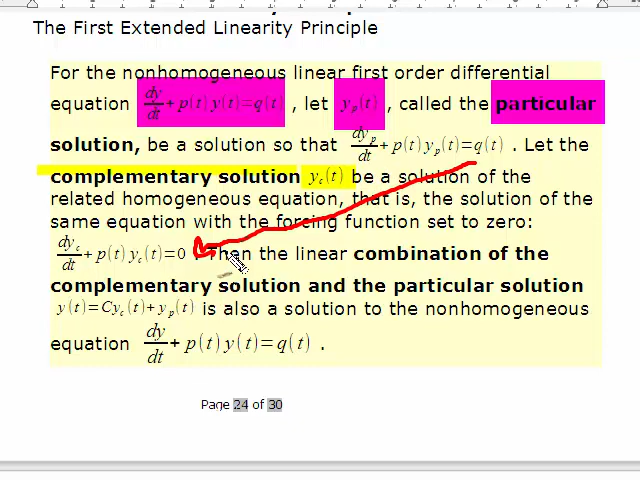 The First Extended Linearity Principle
For the nonhomogeneous linear first order differential
equation dy/dt + p(t) y(t)=q(t) , let y_p(t) , called the particular
solution, be a solution so that dy_p/dt + p(t) y_p(t)=q(t) . Let the
complementary solution y_c(t) be a solution of the
related homogeneous equation, that is, the solution of the
same equation with the forcing function set to zero:
dy_c/dt + p(t) y_c(t)=0 . Then the linear combination of the
complementary solution and the particular solution
y(t)=Cy_c(t)+y_p(t) is also a solution to the nonhomogeneous
equation dy/dt + p(t) y(t)=q(t) .
Page 24 of 30